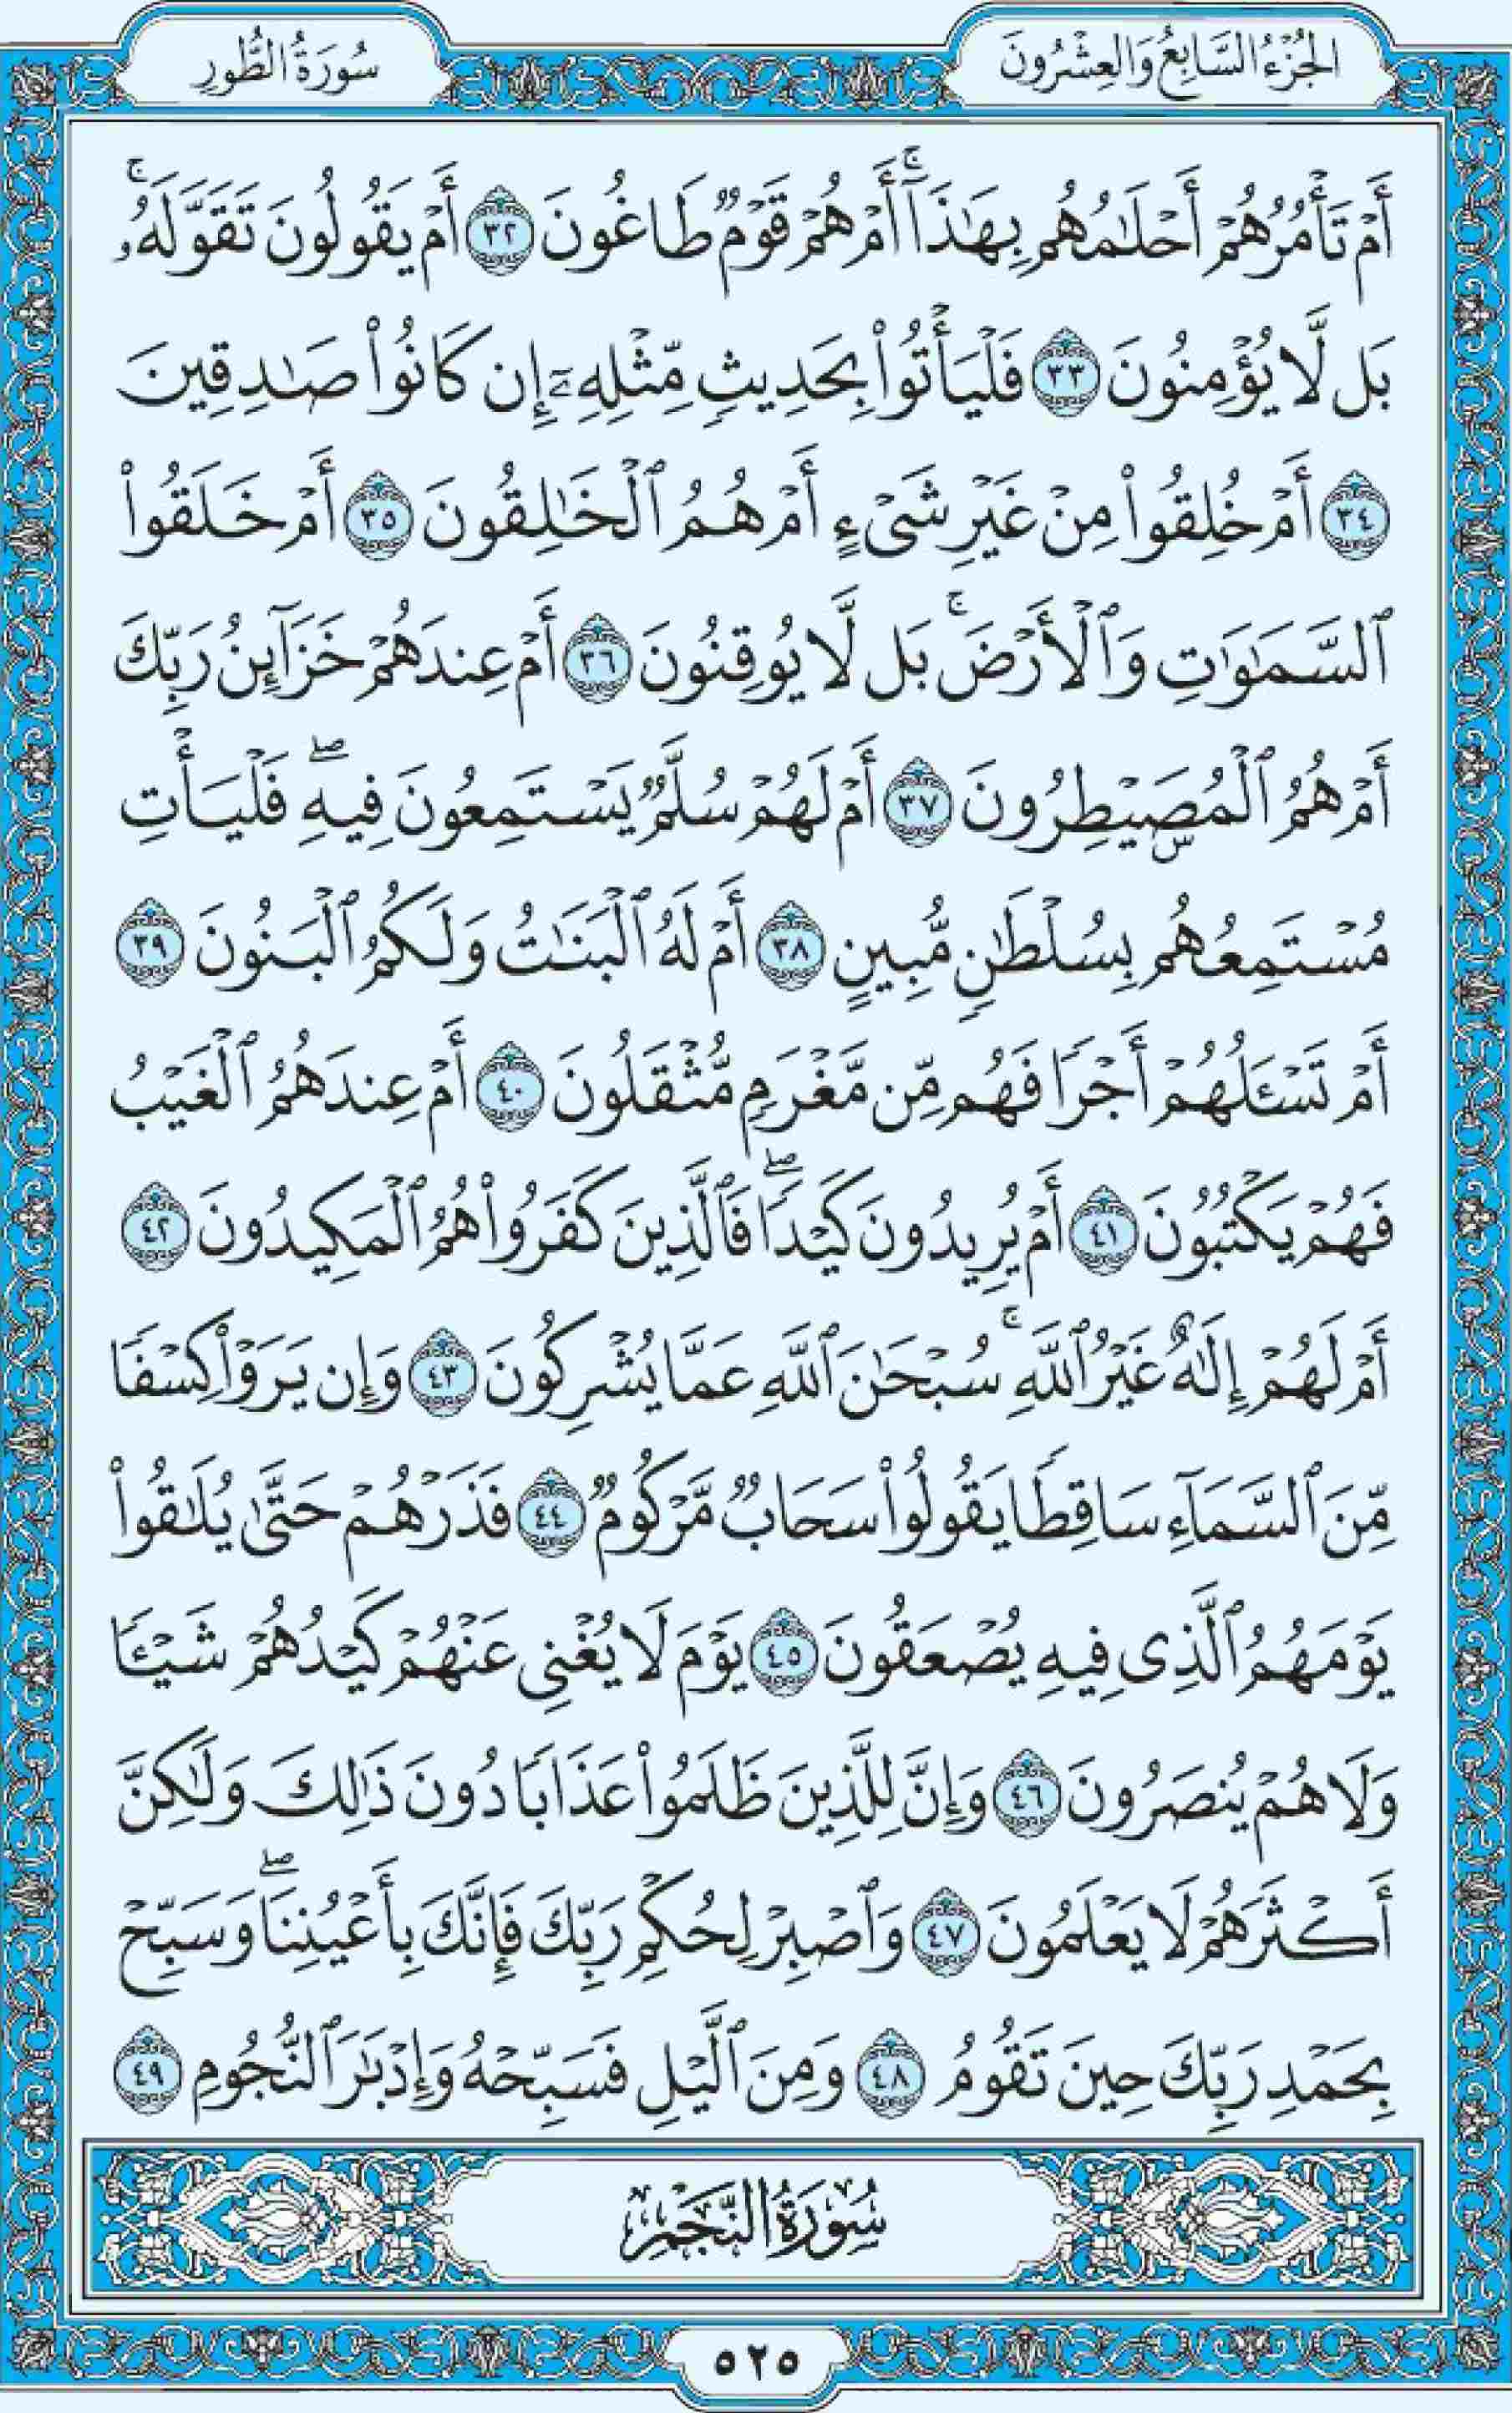 الجُزْءُ السَّابِعُ وَالعِشْرُونَ
سُورَةُ الطُّورِ
أَمْ تَأْمُرُهُمْ أَحْلَٰمُهُم بِهَٰذَآۚ أَمْ هُمْ قَوْمٌ طَاغُونَ ٣٢ أَمْ يَقُولُونَ تَقَوَّلَهُۥۚ
بَل لَّا يُؤْمِنُونَ ٣٣ فَلْيَأْتُوا۟ بِحَدِيثٍ مِّثْلِهِۦٓ إِن كَانُوا۟ صَٰدِقِينَ
٣٤ أَمْ خُلِقُوا۟ مِنْ غَيْرِ شَىْءٍ أَمْ هُمُ ٱلْخَٰلِقُونَ ٣٥ أَمْ خَلَقُوا۟
ٱلسَّمَٰوَٰتِ وَٱلْأَرْضَۚ بَل لَّا يُوقِنُونَ ٣٦ أَمْ عِندَهُمْ خَزَآئِنُ رَبِّكَ
أَمْ هُمُ ٱلْمُصَۣيْطِرُونَ ٣٧ أَمْ لَهُمْ سُلَّمٌ يَسْتَمِعُونَ فِيهِۖ فَلْيَأْتِ
مُسْتَمِعُهُم بِسُلْطَٰنٍ مُّبِينٍ ٣٨ أَمْ لَهُ ٱلْبَنَٰتُ وَلَكُمُ ٱلْبَنُونَ ٣٩
أَمْ تَسْـَٔلُهُمْ أَجْرًا فَهُم مِّن مَّغْرَمٍ مُّثْقَلُونَ ٤٠ أَمْ عِندَهُمُ ٱلْغَيْبُ
فَهُمْ يَكْتُبُونَ ٤١ أَمْ يُرِيدُونَ كَيْدًاۖ فَٱلَّذِينَ كَفَرُوا۟ هُمُ ٱلْمَكِيدُونَ ٤٢
أَمْ لَهُمْ إِلَٰهٌ غَيْرُ ٱللَّهِۚ سُبْحَٰنَ ٱللَّهِ عَمَّا يُشْرِكُونَ ٤٣ وَإِن يَرَوْا۟ كِسْفًا
مِّنَ ٱلسَّمَآءِ سَاقِطًا يَقُولُوا۟ سَحَابٌ مَّرْكُومٌ ٤٤ فَذَرْهُمْ حَتَّىٰ يُلَٰقُوا۟
يَوْمَهُمُ ٱلَّذِى فِيهِ يُصْعَقُونَ ٤٥ يَوْمَ لَا يُغْنِى عَنْهُمْ كَيْدُهُمْ شَيْـًٔا
وَلَا هُمْ يُنصَرُونَ ٤٦ وَإِنَّ لِلَّذِينَ ظَلَمُوا۟ عَذَابًا دُونَ ذَٰلِكَ وَلَٰكِنَّ
أَكْثَرَهُمْ لَا يَعْلَمُونَ ٤٧ وَٱصْبِرْ لِحُكْمِ رَبِّكَ فَإِنَّكَ بِأَعْيُنِنَاۖ وَسَبِّحْ
بِحَمْدِ رَبِّكَ حِينَ تَقُومُ ٤٨ وَمِنَ ٱلَّيْلِ فَسَبِّحْهُ وَإِدْبَٰرَ ٱلنُّجُومِ ٤٩
سُورَةُ النَّجْمِ
٥٢٥